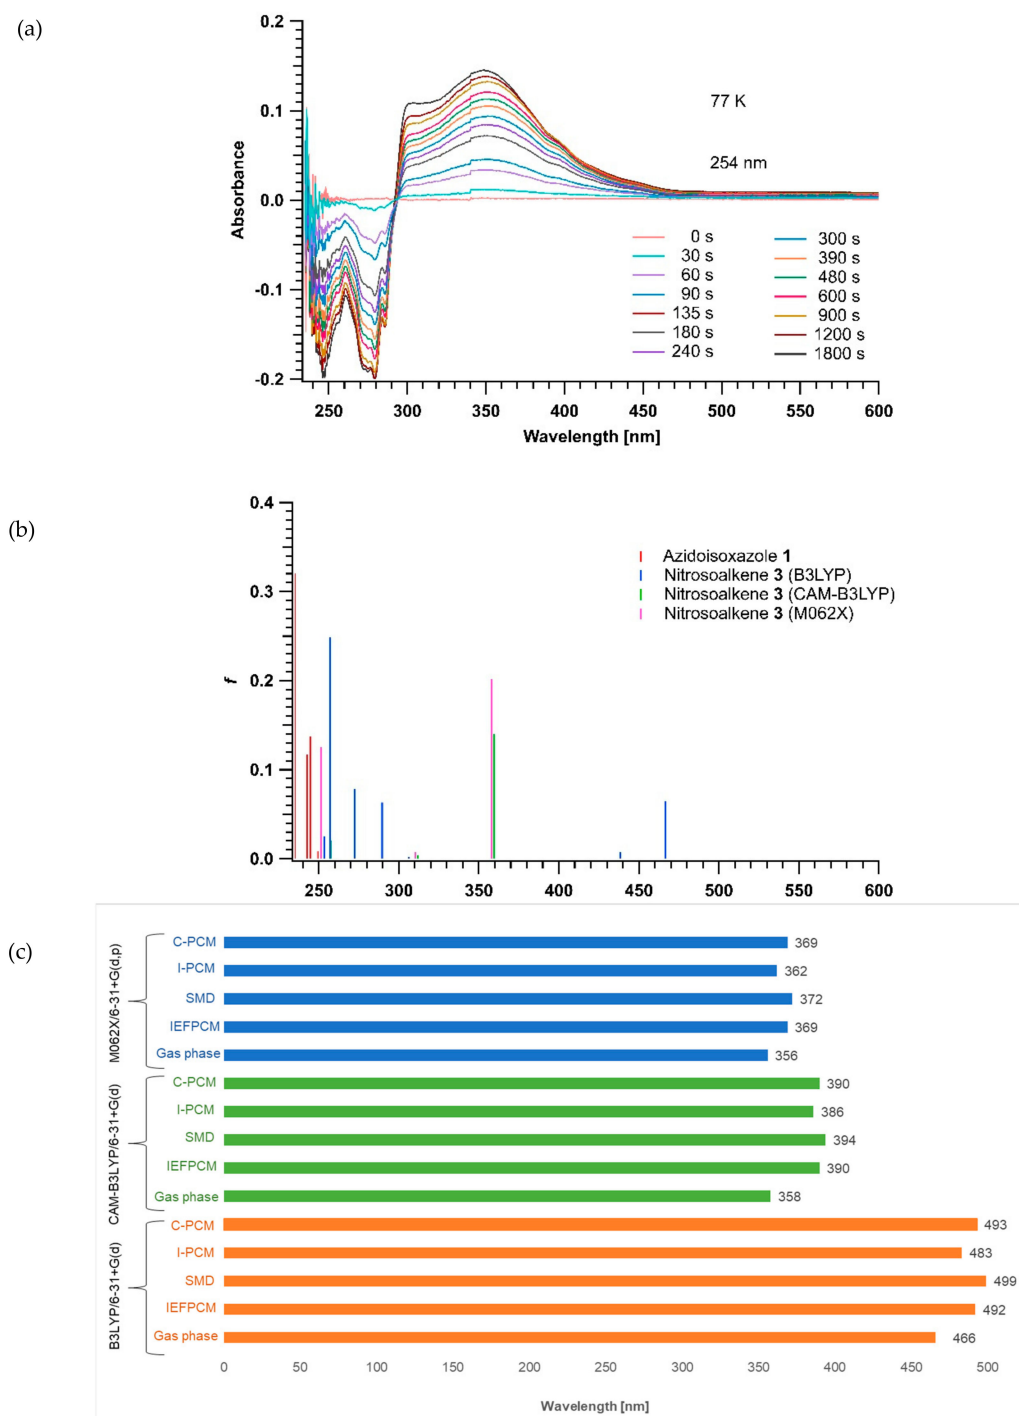 (a)
0.2
0.1
0.0
-0.1
-0.2
Absorbance
77 K
254 nm
0 s
30 s
60 s
90 s
135 s
180 s
240 s
300 s
390 s
480 s
600 s
900 s
1200 s
1800 s
250 300 350 400 450 500 550 600
Wavelength [nm]
(b)
0.4
0.3
0.2
0.1
0.0
f
Azidoisoxazole 1
Nitrosoalkene 3 (B3LYP)
Nitrosoalkene 3 (CAM-B3LYP)
Nitrosoalkene 3 (M062X)
250 300 350 400 450 500 550 600
(c)
M062X/6-31+G(d,p)
C-PCM 369
I-PCM 362
SMD 372
IEFPCM 369
Gas phase 356
CAM-B3LYP/6-31+G(d)
C-PCM 390
I-PCM 386
SMD 394
IEFPCM 390
Gas phase 358
B3LYP/6-31+G(d)
C-PCM 493
I-PCM 483
SMD 499
IEFPCM 492
Gas phase 466
0 50 100 150 200 250 300 350 400 450 500
Wavelength [nm]